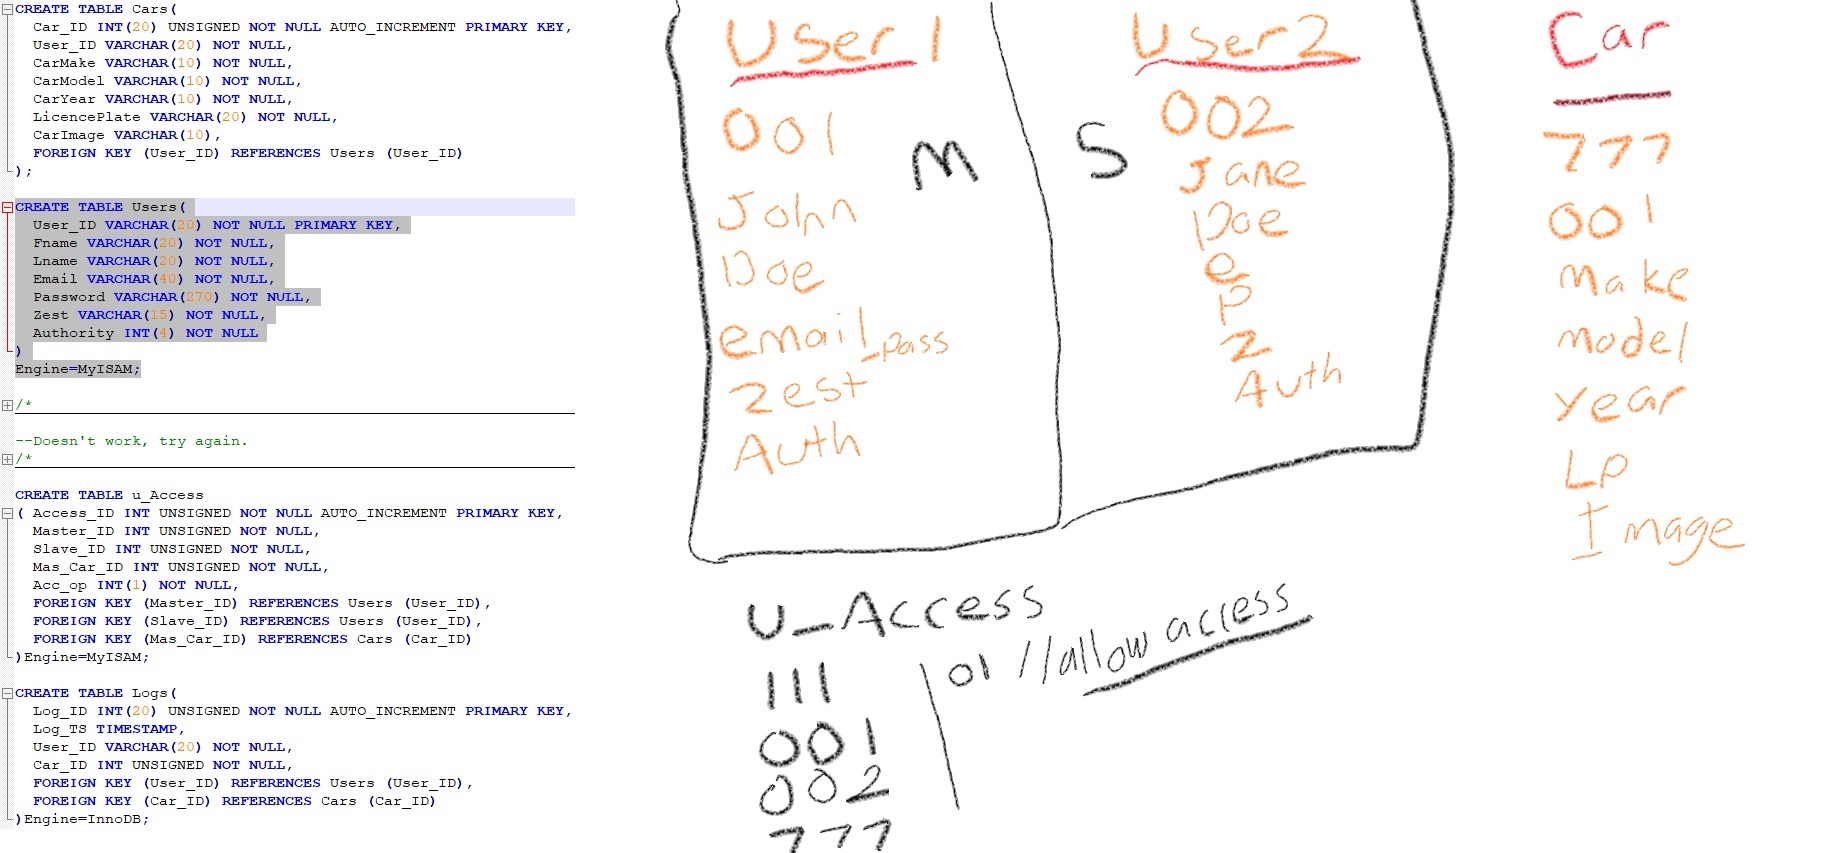 CREATE TABLE Cars(
Car_ID INT(20) UNSIGNED NOT NULL AUTO_INCREMENT PRIMARY KEY,
User_ID VARCHAR(20) NOT NULL,
CarMake VARCHAR(10) NOT NULL,
CarModel VARCHAR(10) NOT NULL,
CarYear VARCHAR(10) NOT NULL,
LicencePlate VARCHAR(20) NOT NULL,
CarImage VARCHAR(10),
FOREIGN KEY (User_ID) REFERENCES Users (User_ID)
);
CREATE TABLE Users(
User_ID VARCHAR(20) NOT NULL PRIMARY KEY,
Fname VARCHAR(20) NOT NULL,
Lname VARCHAR(20) NOT NULL,
Email VARCHAR(40) NOT NULL,
Password VARCHAR(270) NOT NULL,
Zest VARCHAR(15) NOT NULL,
Authority INT(4) NOT NULL
)
Engine=MyISAM;
/*
--Doesn't work, try again.
/*
CREATE TABLE u_Access
( Access_ID INT UNSIGNED NOT NULL AUTO_INCREMENT PRIMARY KEY,
Master_ID INT UNSIGNED NOT NULL,
Slave_ID INT UNSIGNED NOT NULL,
Mas_Car_ID INT UNSIGNED NOT NULL,
Acc_op INT(1) NOT NULL,
FOREIGN KEY (Master_ID) REFERENCES Users (User_ID),
FOREIGN KEY (Slave_ID) REFERENCES Users (User_ID),
FOREIGN KEY (Mas_Car_ID) REFERENCES Cars (Car_ID)
)Engine=MyISAM;
CREATE TABLE Logs(
Log_ID INT(20) UNSIGNED NOT NULL AUTO_INCREMENT PRIMARY KEY,
Log_TS TIMESTAMP,
User_ID VARCHAR(20) NOT NULL,
Car_ID INT UNSIGNED NOT NULL,
FOREIGN KEY (User_ID) REFERENCES Users (User_ID),
FOREIGN KEY (Car_ID) REFERENCES Cars (Car_ID)
)Engine=InnoDB;
User 1
001
M
John
Doe
email_pass
zest
Auth
User 2
002
S
Jane
Doe
e
P
z
Auth
Car
777
001
Make
model
year
LP
Image
U_Access
111
001
002
777
01 //allow access